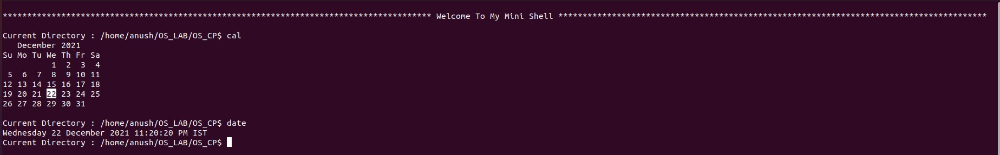 **************************************************************************************** Welcome To My Mini Shell ****************************************************************************************
Current Directory : /home/anush/OS_LAB/OS_CP$ cal
   December 2021
Su Mo Tu We Th Fr Sa
          1  2  3  4
 5  6  7  8  9 10 11
12 13 14 15 16 17 18
19 20 21 22 23 24 25
26 27 28 29 30 31
Current Directory : /home/anush/OS_LAB/OS_CP$ date
Wednesday 22 December 2021 11:20:20 PM IST
Current Directory : /home/anush/OS_LAB/OS_CP$